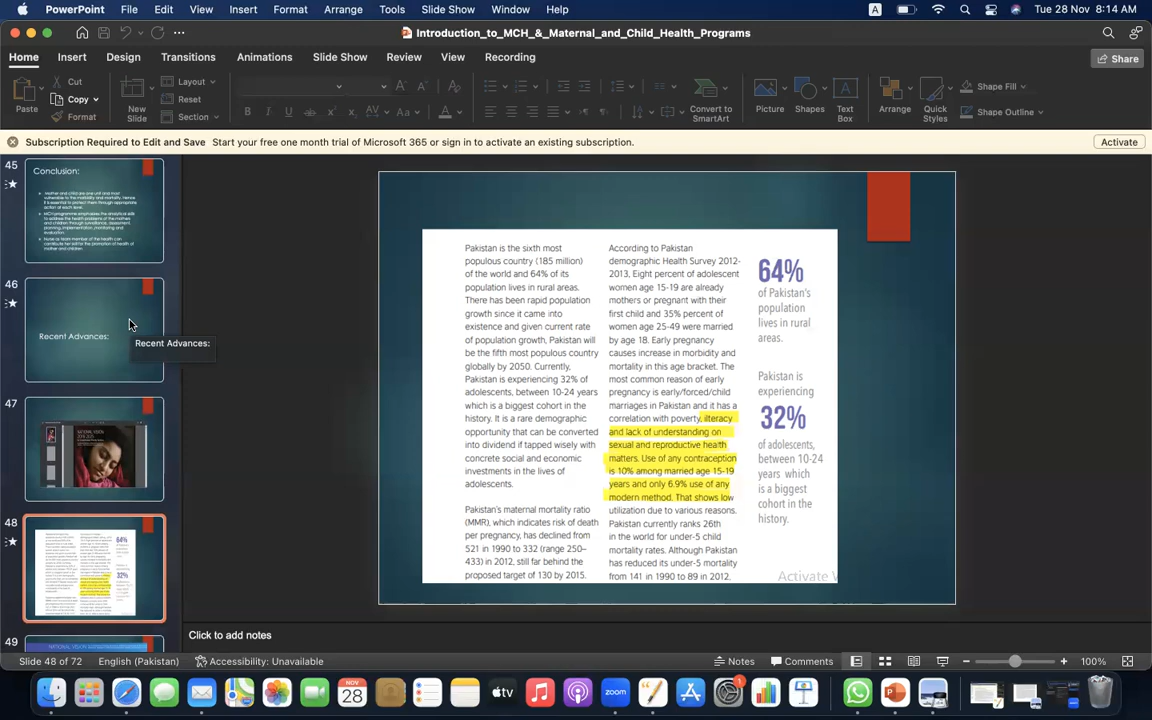 PowerPoint File Edit View Insert Format Arrange Tools Slide Show Window Help A Tue 28 Nov 8:14 AM
Introduction_to_MCH_&_Maternal_and_Child_Health_Programs
Home Insert Design Transitions Animations Slide Show Review View Recording
Share
Paste
Cut
Copy
Format
New
Slide
Layout
Reset
Section
Convert to
SmartArt
Picture
Shapes
Text
Box
Arrange
Quick
Styles
Shape Fill
Shape Outline
Subscription Required to Edit and Save Start your free one month trial of Microsoft 365 or sign in to activate an existing subscription.
Activate
45
Conclusion:
46
Recent Advances:
Recent Advances:
47
48
64%
32%
49
Pakistan is the sixth most
populous country (185 million)
of the world and 64% of its
population lives in rural areas.
There has been rapid population
growth since it came into
existence and given current rate
of population growth, Pakistan will
be the fifth most populous country
globally by 2050. Currently,
Pakistan is experiencing 32% of
adolescents, between 10-24 years
which is a biggest cohort in the
history. It is a rare demographic
opportunity that can be converted
into dividend if tapped wisely with
concrete social and economic
investments in the lives of
adolescents.
Pakistan's maternal mortality ratio
(MMR), which indicates risk of death
per pregnancy, has declined from
521 in 1990 to 332 (range 250–
433) in 2012, still far behind the
proposed target of 130 by 2015.
According to Pakistan
demographic Health Survey 2012-
2013, Eight percent of adolescent
women age 15-19 are already
mothers or pregnant with their
first child and 35% percent of
women age 25-49 were married
by age 18. Early pregnancy
causes increase in morbidity and
mortality in this age bracket. The
most common reason of early
pregnancy is early/forced/child
marriages in Pakistan and it has a
correlation with poverty, iiteracy
and lack of understanding on
sexual and reproductive health
matters. Use of any contraception
is 10% among married age 15-19
years and only 6.9% use of any
modern method. That shows low
utilization due to various reasons.
Pakistan currently ranks 26th
in the world for under-5 child
mortality rates. Although Pakistan
has reduced its under-5 mortality
from 141 in 1990 to 89 in 2012.
64%
of Pakistan's
population
lives in rural
areas.
Pakistan is
experiencing
32%
of adolescents,
between 10-24
years which
is a biggest
cohort in the
history.
Activate
Click to add notes
Slide 48 of 72 English (Pakistan) Accessibility: Unavailable Notes Comments 100%
NOV
28
tv
zoom
1